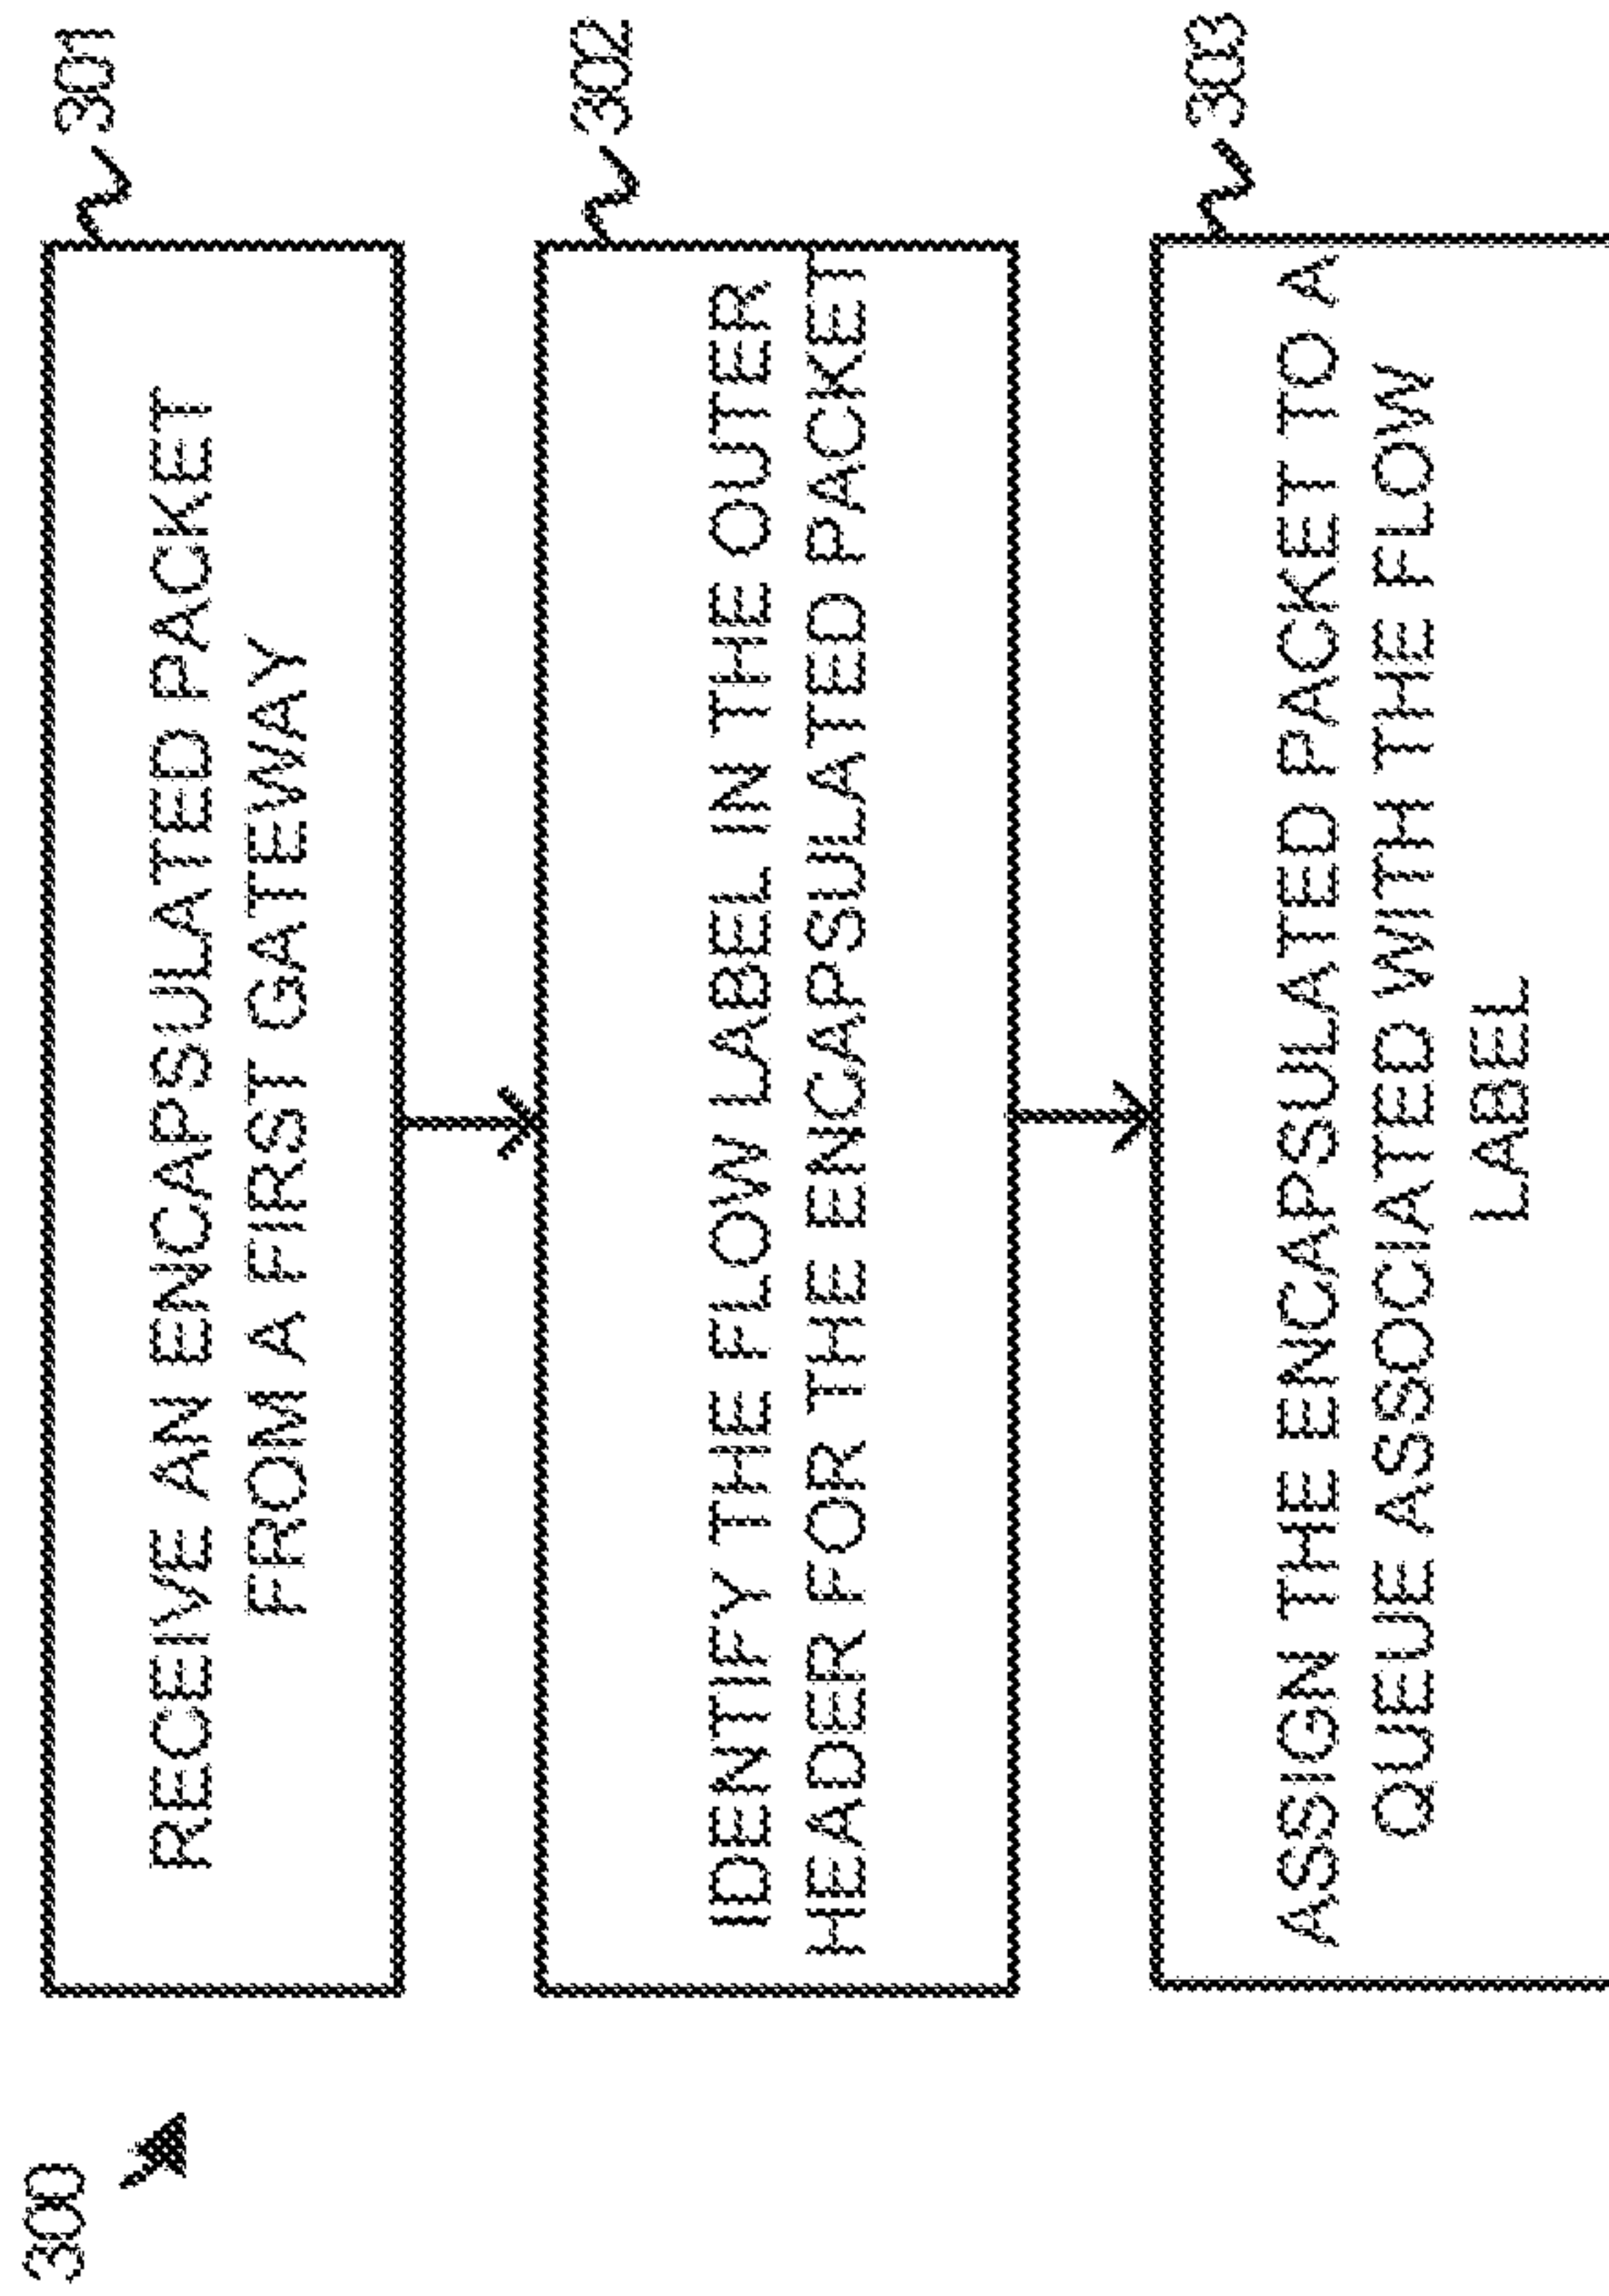 300
RECEIVE AN ENCAPSULATED PACKET
FROM A FIRST GATEWAY
301
IDENTIFY THE FLOW LABEL IN THE OUTER
HEADER FOR THE ENCAPSULATED PACKET
302
ASSIGN THE ENCAPSULATED PACKET TO A
QUEUE ASSOCIATED WITH THE FLOW
LABEL
303